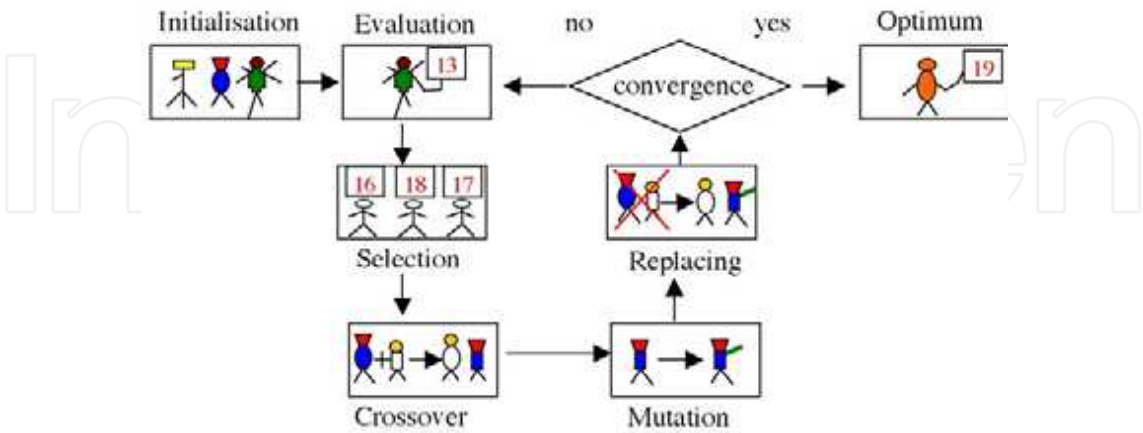 Initialisation
Evaluation
no
yes
Optimum
13
convergence
19
16
18
17
Selection
Replacing
Crossover
Mutation